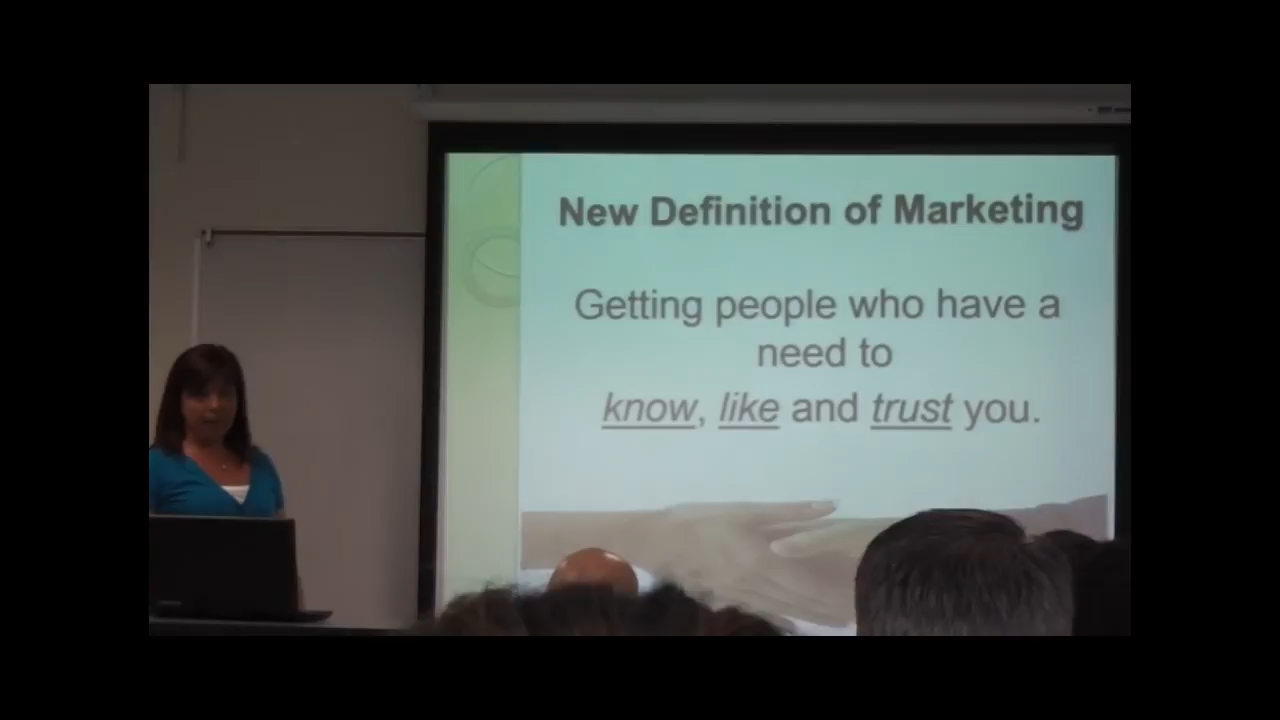 New Definition of Marketing
Getting people who have a
need to
know, like and trust you.